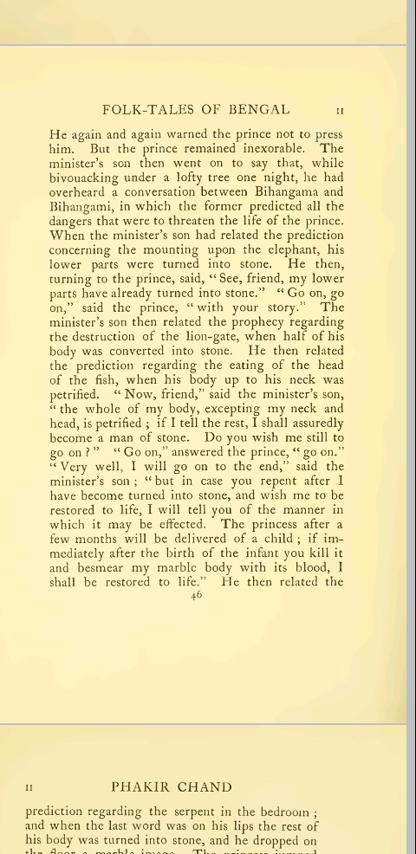 FOLK-TALES OF BENGAL II
He again and again warned the prince not to press
him. But the prince remained inexorable. The
minister's son then went on to say that, while
bivouacking under a lofty tree one night, he had
overheard a conversation between Bihangama and
Bihangami, in which the former predicted all the
dangers that were to threaten the life of the prince.
When the minister's son had related the prediction
concerning the mounting upon the elephant, his
lower parts were turned into stone. He then,
turning to the prince, said, "See, friend, my lower
parts have already turned into stone." "Go on, go
on," said the prince, "with your story." The
minister's son then related the prophecy regarding
the destruction of the lion-gate, when half of his
body was converted into stone. He then related
the prediction regarding the eating of the head
of the fish, when his body up to his neck was
petrified. "Now, friend," said the minister's son,
"the whole of my body, excepting my neck and
head, is petrified; if I tell the rest, I shall assuredly
become a man of stone. Do you wish me still to
go on?" "Go on," answered the prince, "go on."
"Very well, I will go on to the end," said the
minister's son; "but in case you repent after I
have become turned into stone, and wish me to be
restored to life, I will tell you of the manner in
which it may be effected. The princess after a
few months will be delivered of a child; if im-
mediately after the birth of the infant you kill it
and besmear my marble body with its blood, I
shall be restored to life." He then related the
46
II PHAKIR CHAND
prediction regarding the serpent in the bedroom;
and when the last word was on his lips the rest of
his body was turned into stone, and he dropped on
the floor a marble image. The princess jumped